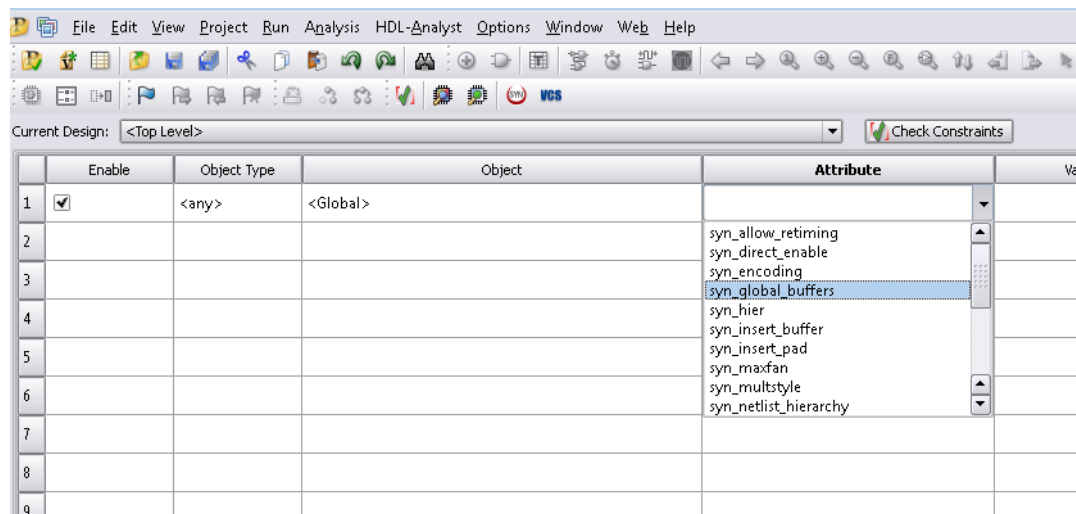 File Edit View Project Run Analysis HDL-Analyst Options Window Web Help
SYN VCS
Current Design: <Top Level> Check Constraints
Enable Object Type Object Attribute
1 <any> <Global>
syn_allow_retiming
2 syn_direct_enable
syn_encoding
3 syn_global_buffers
syn_hier
4 syn_insert_buffer
syn_insert_pad
5 syn_maxfan
6 syn_multstyle
syn_netlist_hierarchy
7
8
9